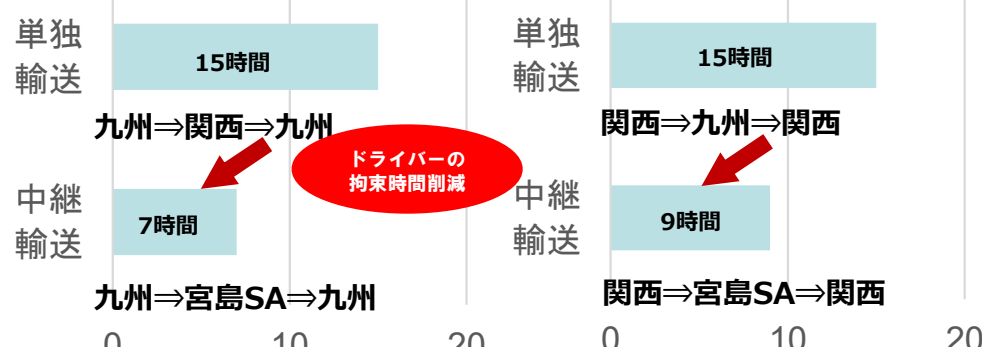 単独
輸送
15時間
九州⇒関西⇒九州
ドライバーの
拘束時間削減
中継
輸送
7時間
九州⇒宮島SA⇒九州
0
10
20
単独
輸送
15時間
関西⇒九州⇒関西
中継
輸送
9時間
関西⇒宮島SA⇒関西
0
10
20